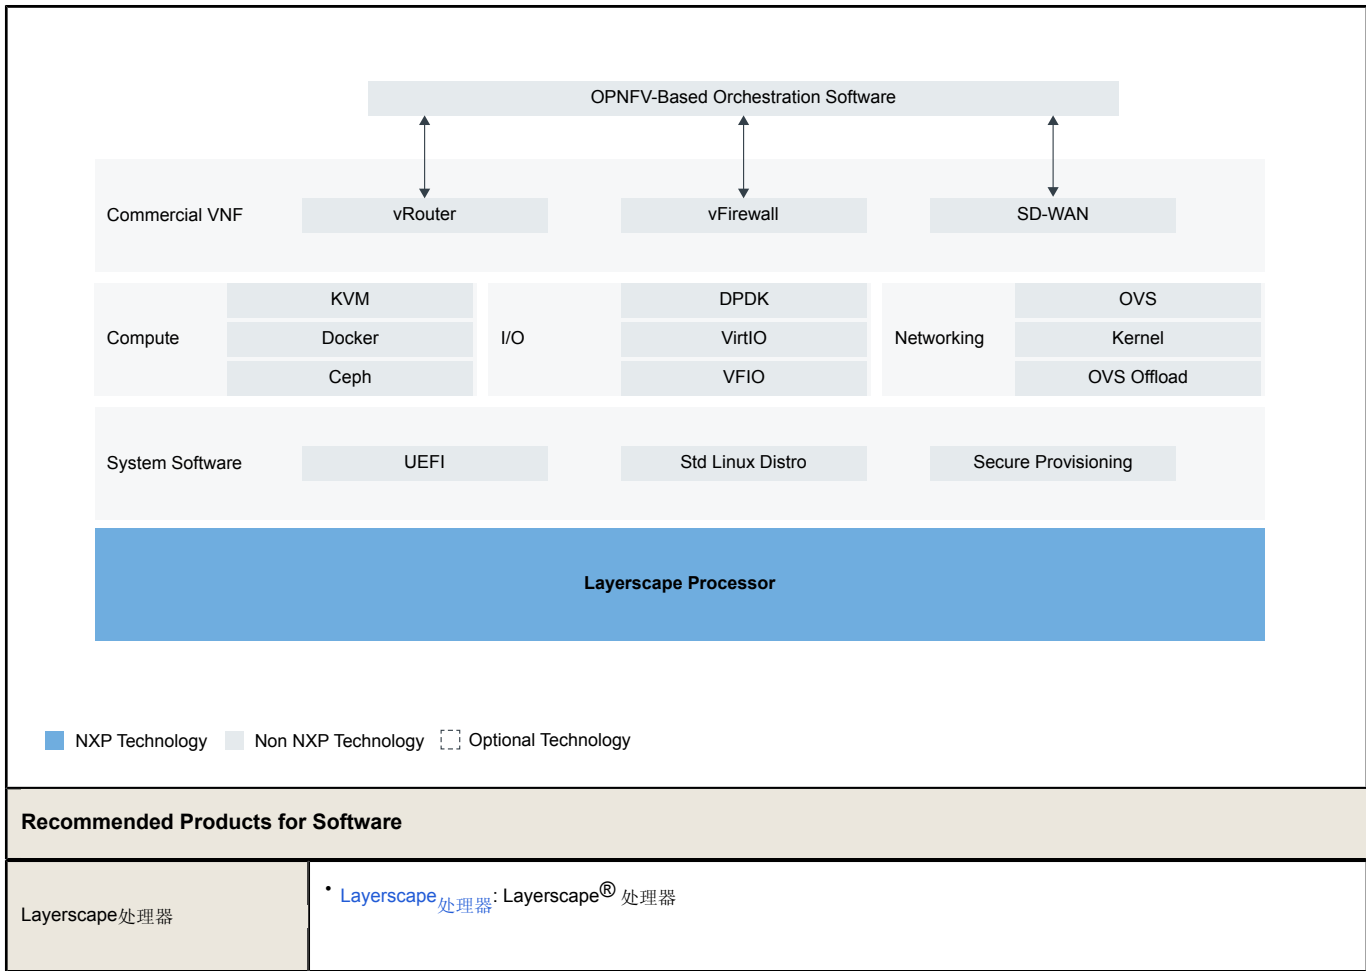 OPNFV-Based Orchestration Software
Commercial VNF
vRouter
vFirewall
SD-WAN
Compute
KVM
Docker
Ceph
I/O
DPDK
VirtIO
VFIO
Networking
OVS
Kernel
OVS Offload
System Software
UEFI
Std Linux Distro
Secure Provisioning
Layerscape Processor
NXP Technology
Non NXP Technology
Optional Technology
Recommended Products for Software
Layerscape处理器
• Layerscape处理器: Layerscape® 处理器